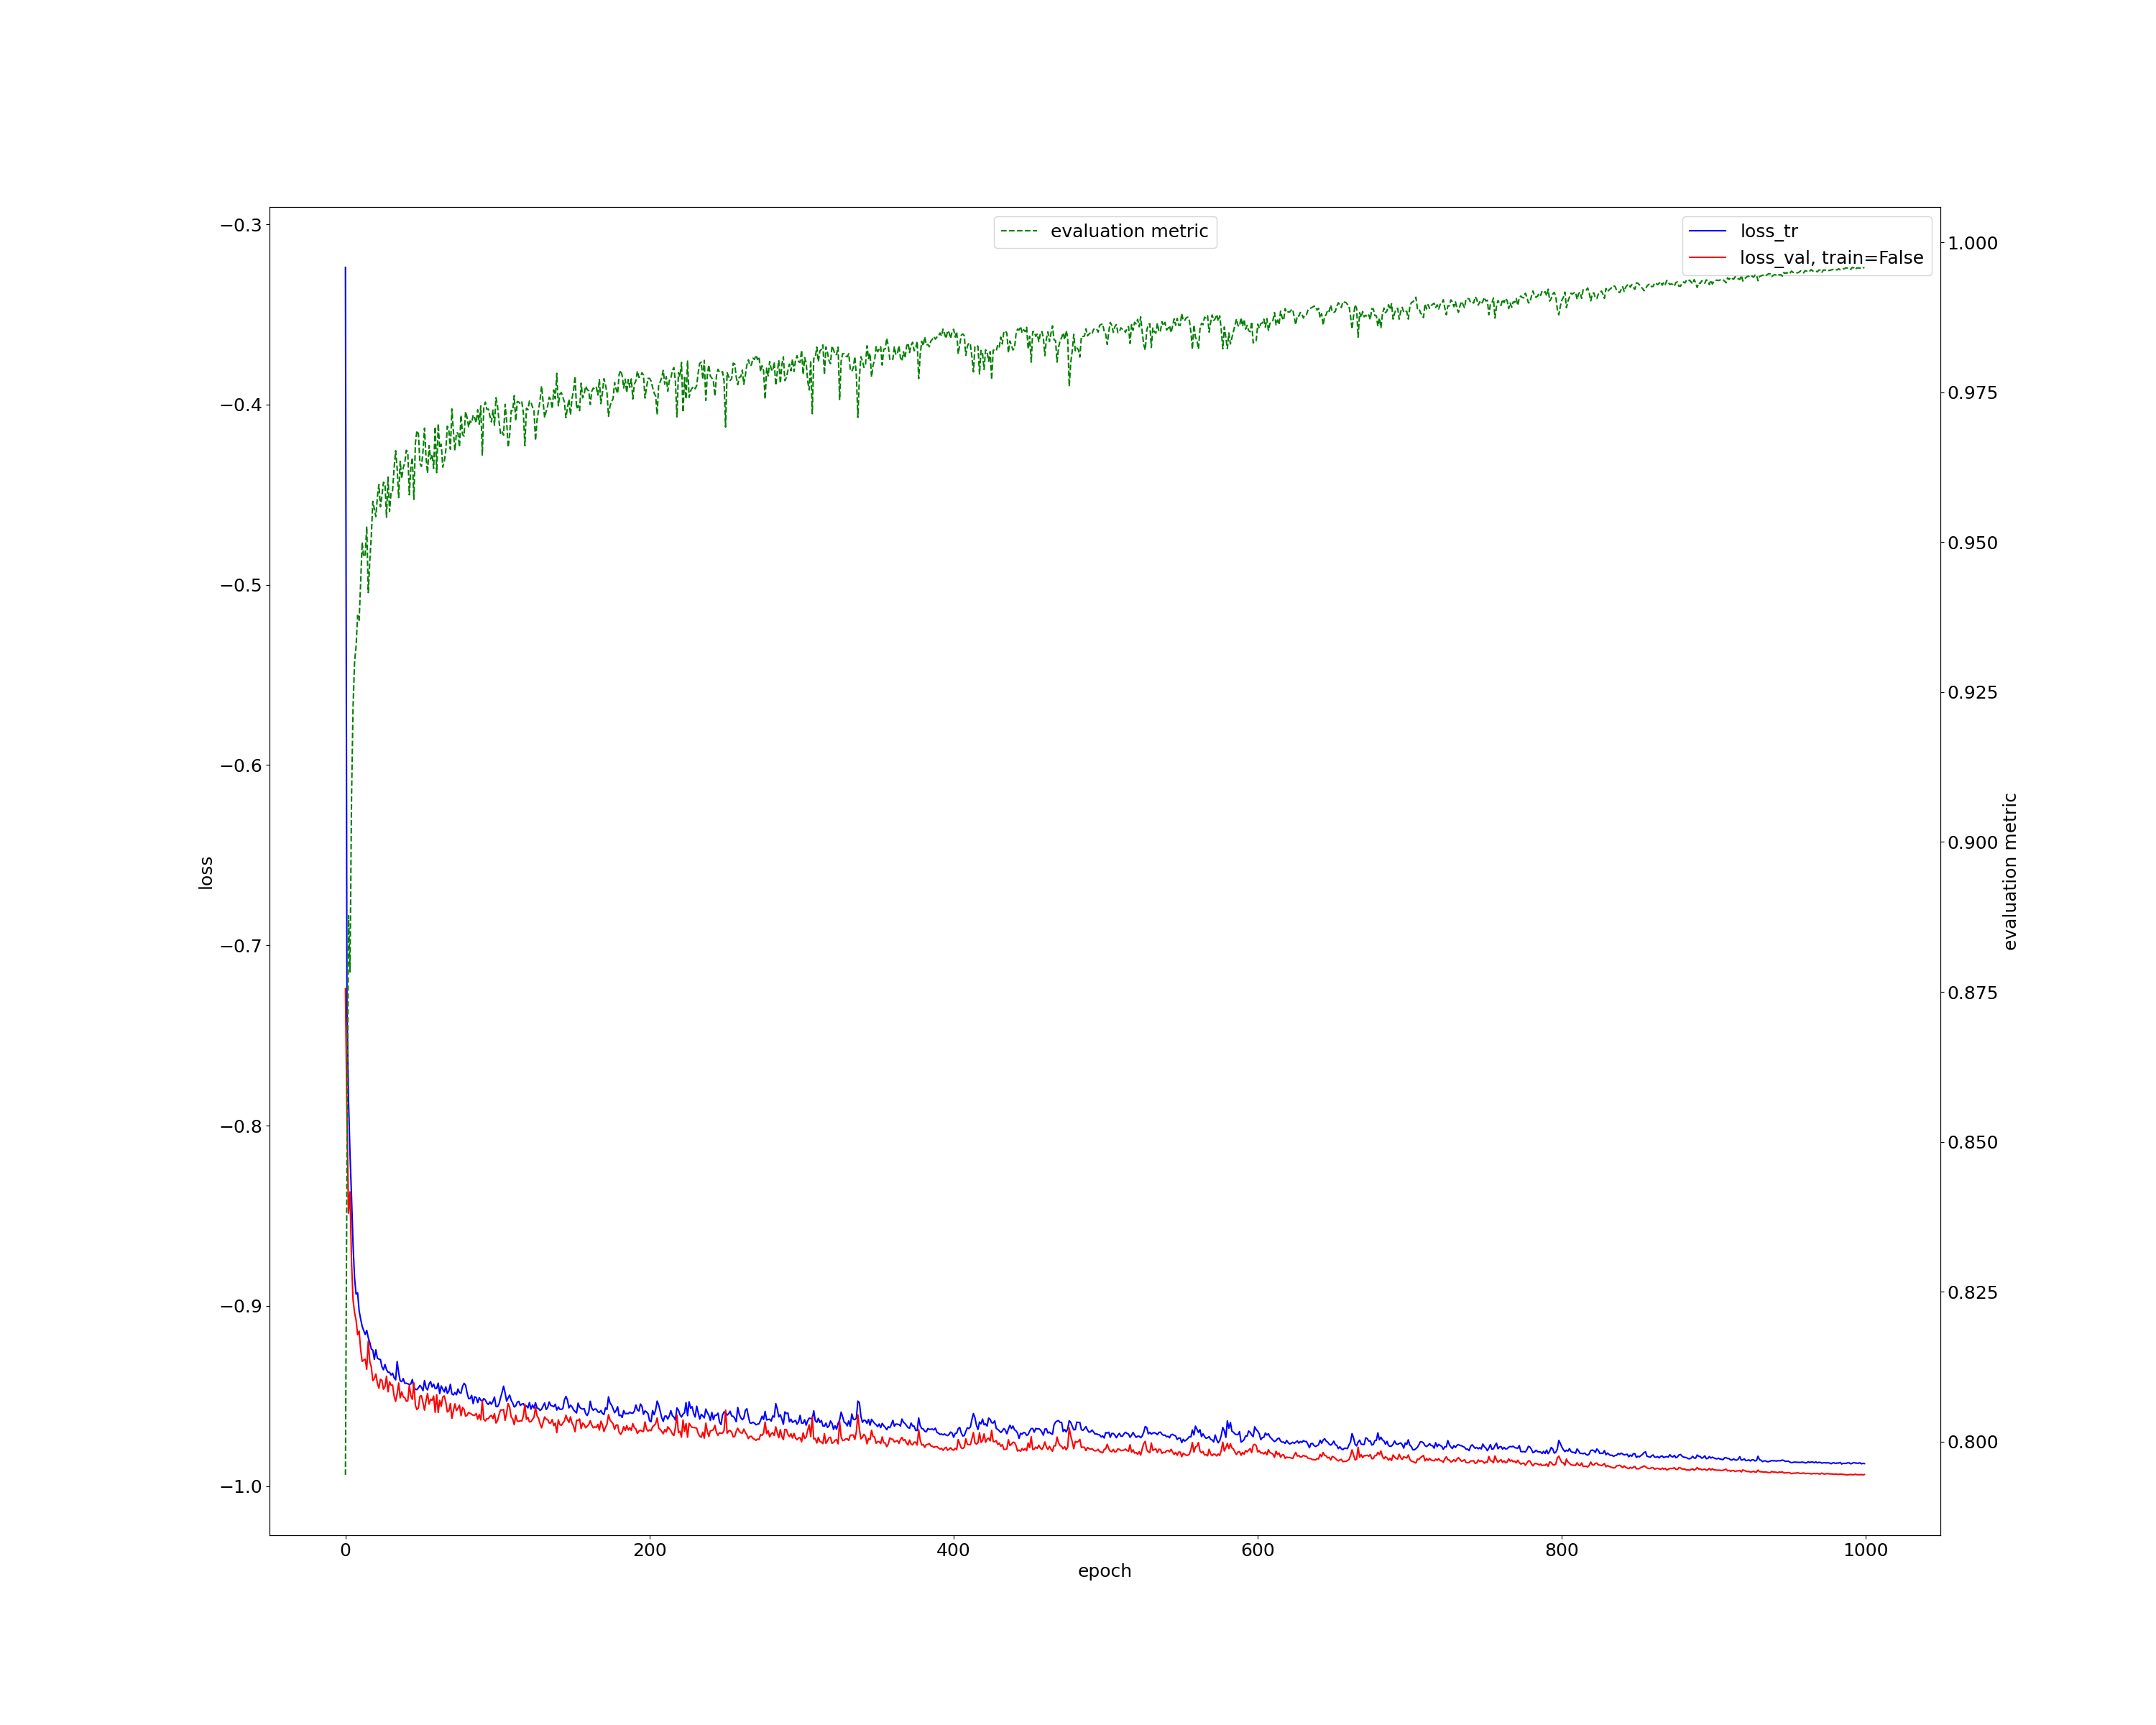 evaluation metric
loss_tr
loss_val, train=False
−0.3
−0.4
−0.5
−0.6
−0.7
−0.8
−0.9
−1.0
loss
1.000
0.975
0.950
0.925
0.900
0.875
0.850
0.825
0.800
evaluation metric
0 200 400 600 800 1000
epoch